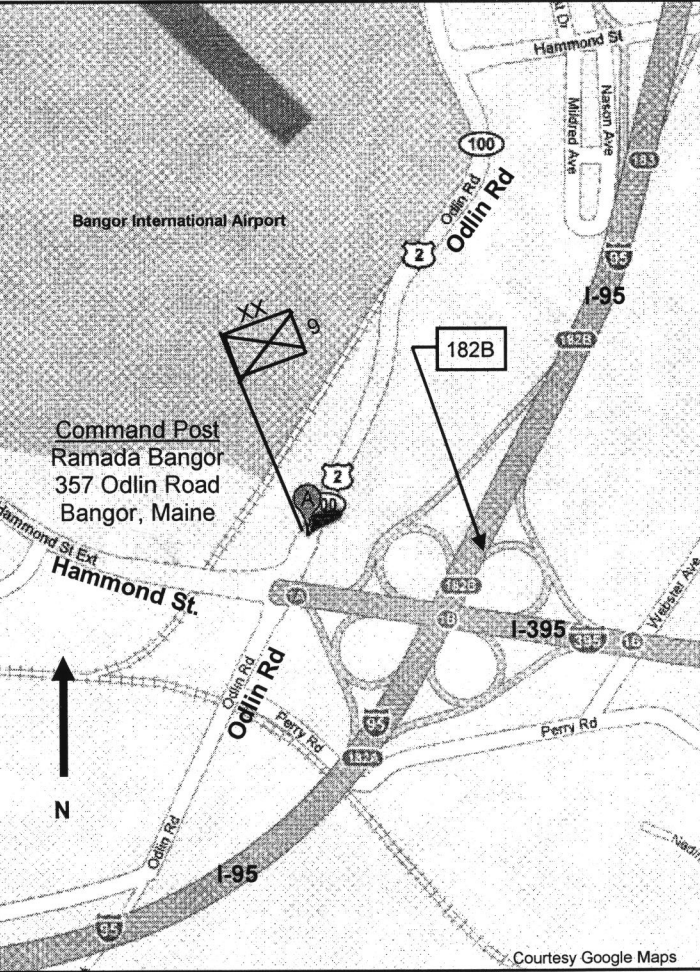 Hammond St
Nason Ave
Mildred Ave
183
100
Odlin Rd
Odlin Rd
Bangor International Airport
2
95
I-95
XX
9
182B
182B
Command Post
Ramada Bangor
357 Odlin Road
Bangor, Maine
2
A
Hammond St Ext
Hammond St.
182B
1A
1B
I-395
395
1B
Webster Ave
Odlin Rd
Odlin Rd
Perry Rd
95
Perry Rd
182A
N
Odlin Rd
I-95
95
Courtesy Google Maps